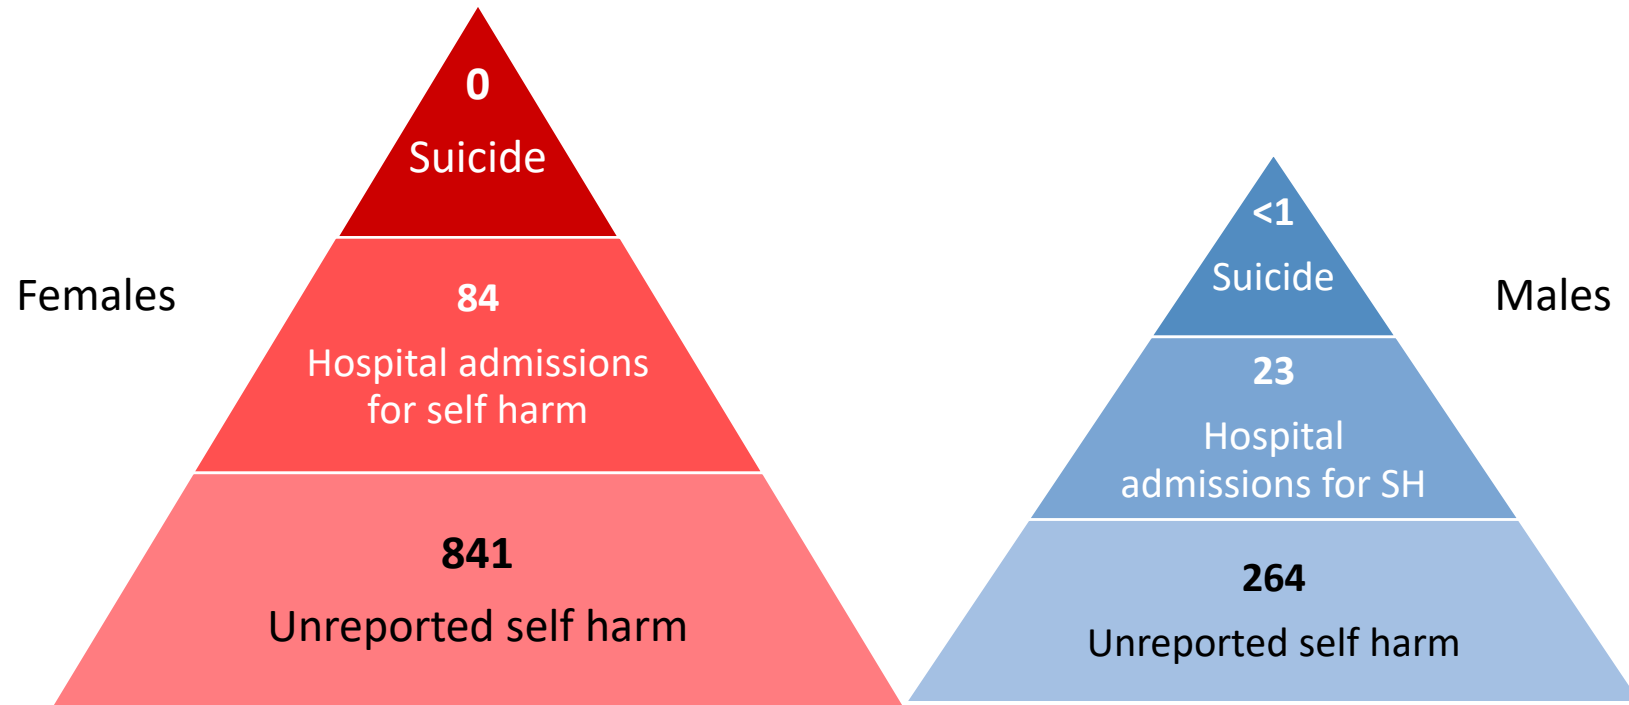 Females
0
Suicide
84
Hospital admissions
for self harm
841
Unreported self harm
Males
<1
Suicide
23
Hospital
admissions for SH
264
Unreported self harm